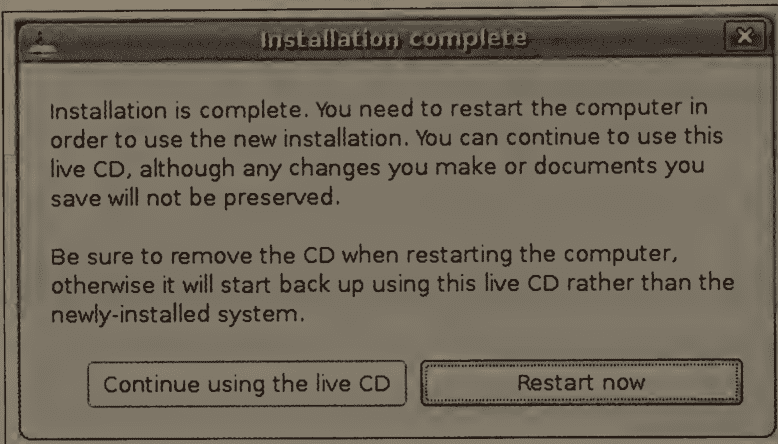 Installation complete
Installation is complete. You need to restart the computer in
order to use the new installation. You can continue to use this
live CD, although any changes you make or documents you
save will not be preserved.
Be sure to remove the CD when restarting the computer,
otherwise it will start back up using this live CD rather than the
newly-installed system.
Continue using the live CD
Restart now